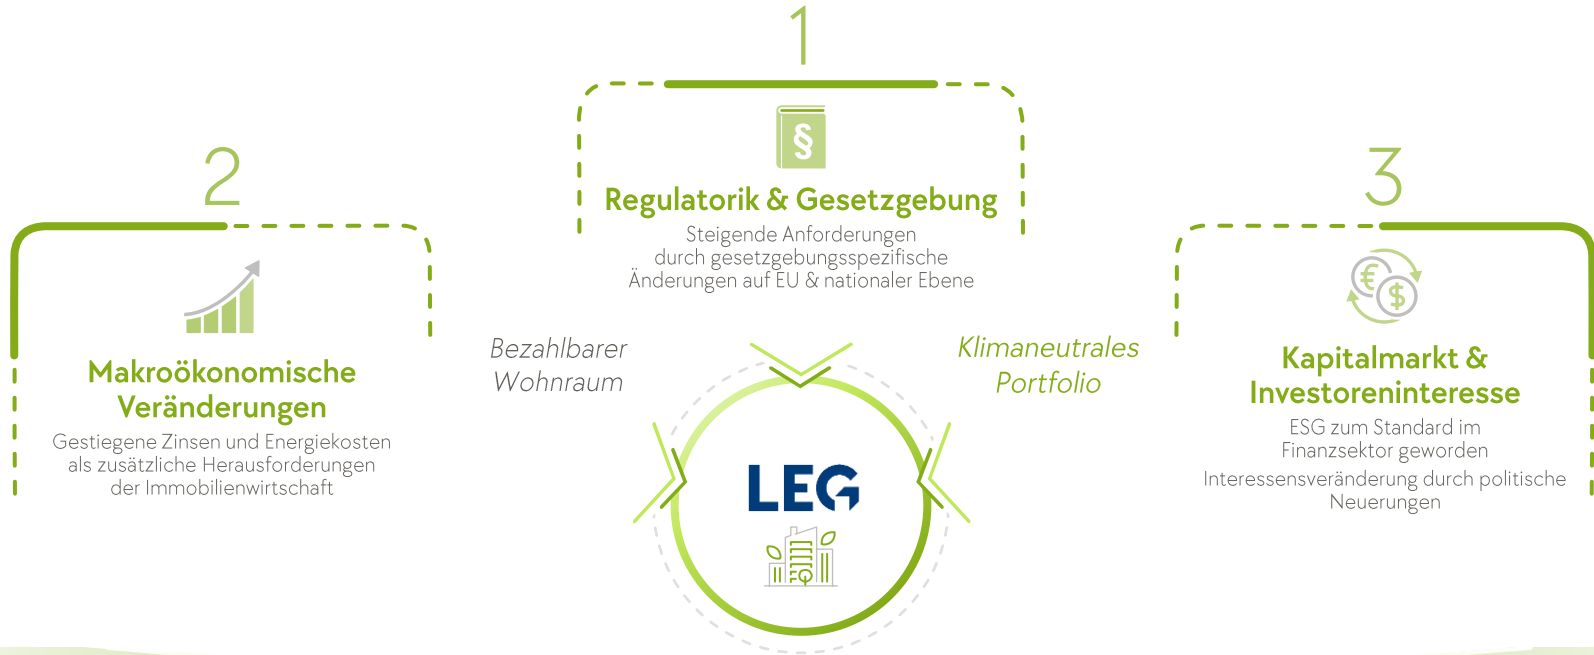 1
§
Regulatorik & Gesetzgebung
Steigende Anforderungen
durch gesetzgebungsspezifische
Änderungen auf EU & nationaler Ebene
2
Makroökonomische
Veränderungen
Gestiegene Zinsen und Energiekosten
als zusätzliche Herausforderungen
der Immobilienwirtschaft
3
€
$
Kapitalmarkt &
Investoreninteresse
ESG zum Standard im
Finanzsektor geworden
Interessensveränderung durch politische
Neuerungen
Bezahlbarer
Wohnraum
Klimaneutrales
Portfolio
LEG